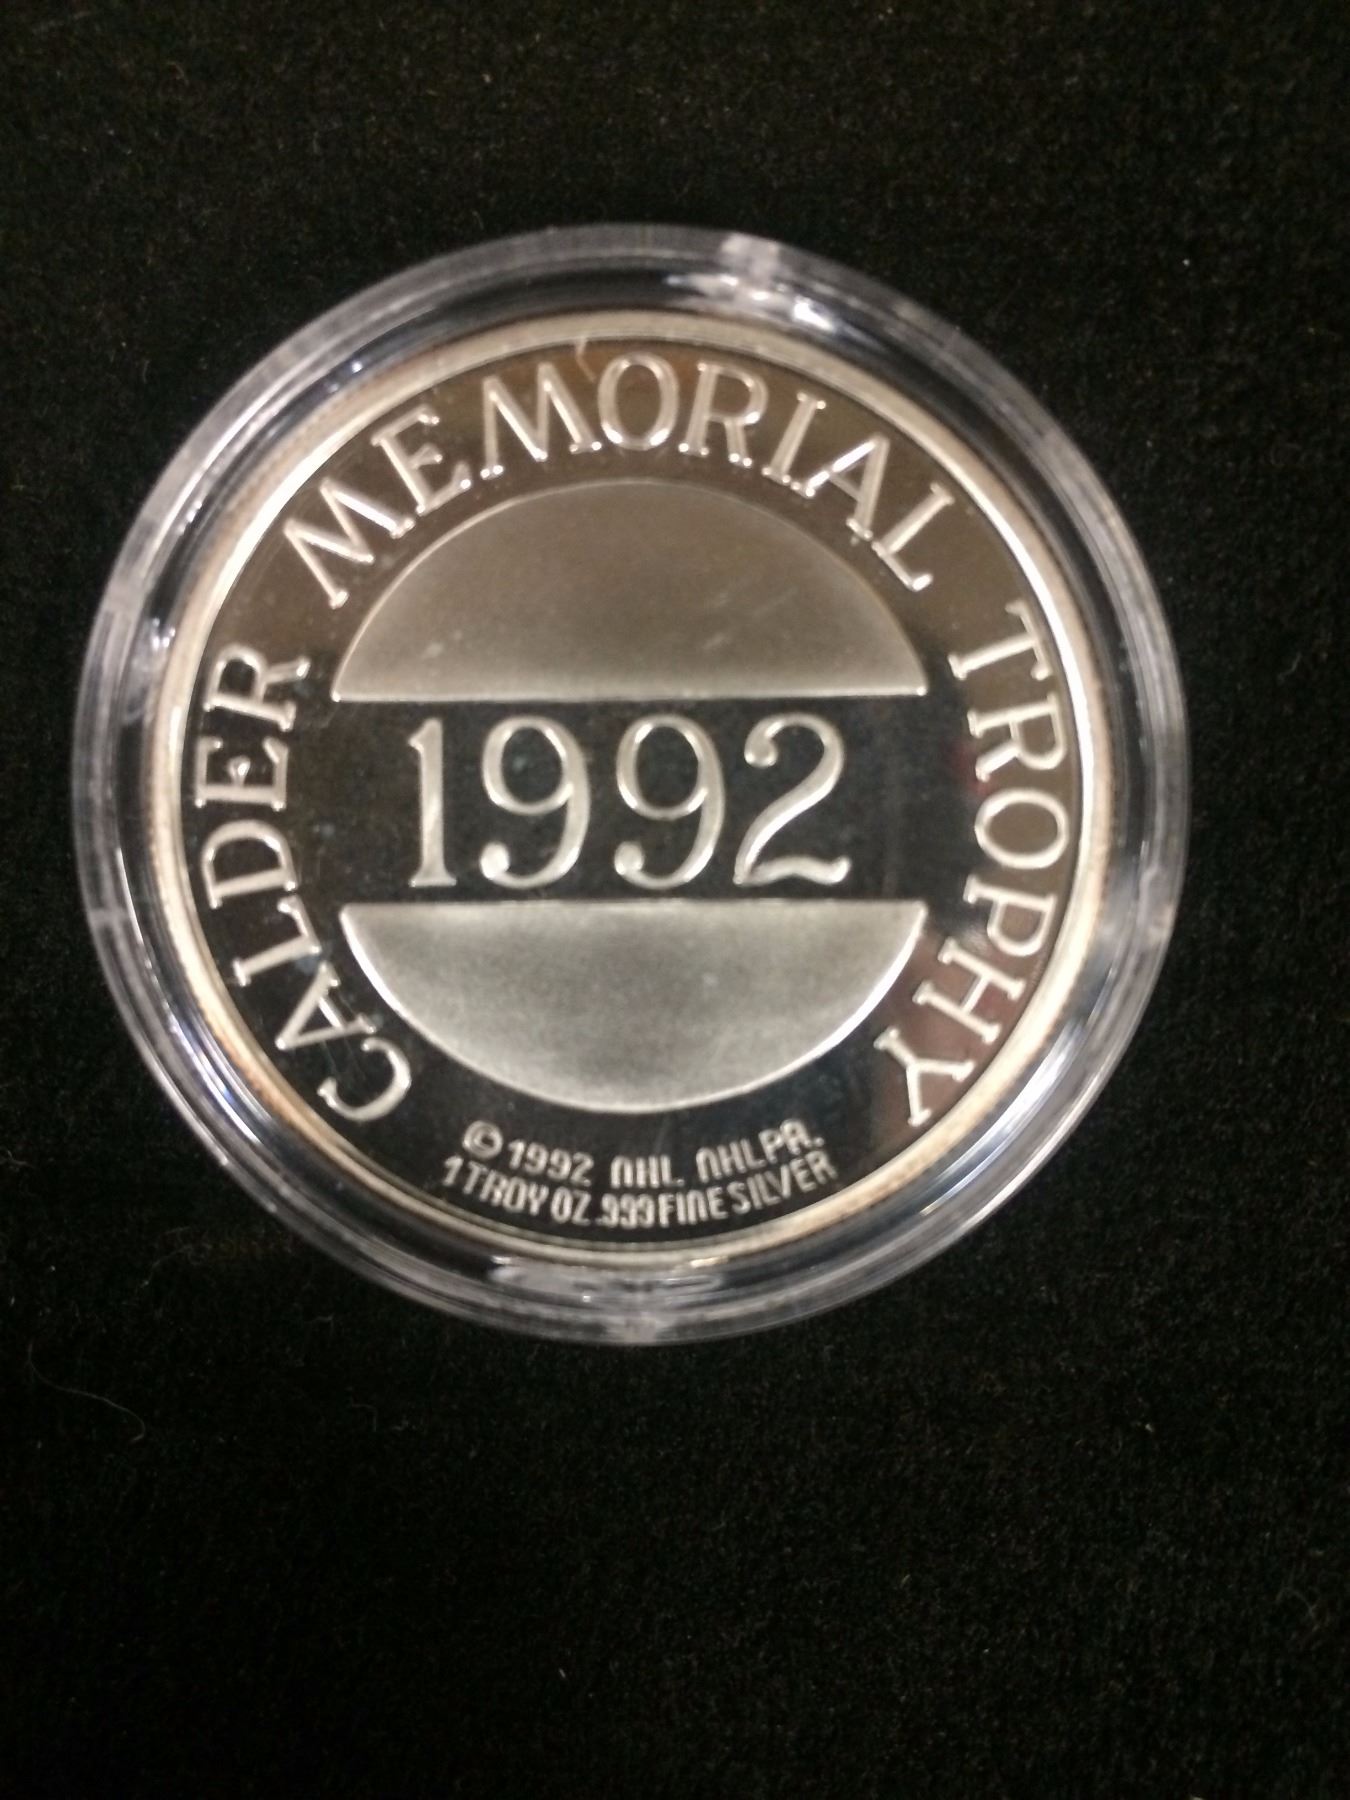 CALDER MEMORIAL TROPHY
1992
© 1992 NHL NHLPA.
1 TROY OZ .999 FINE SILVER